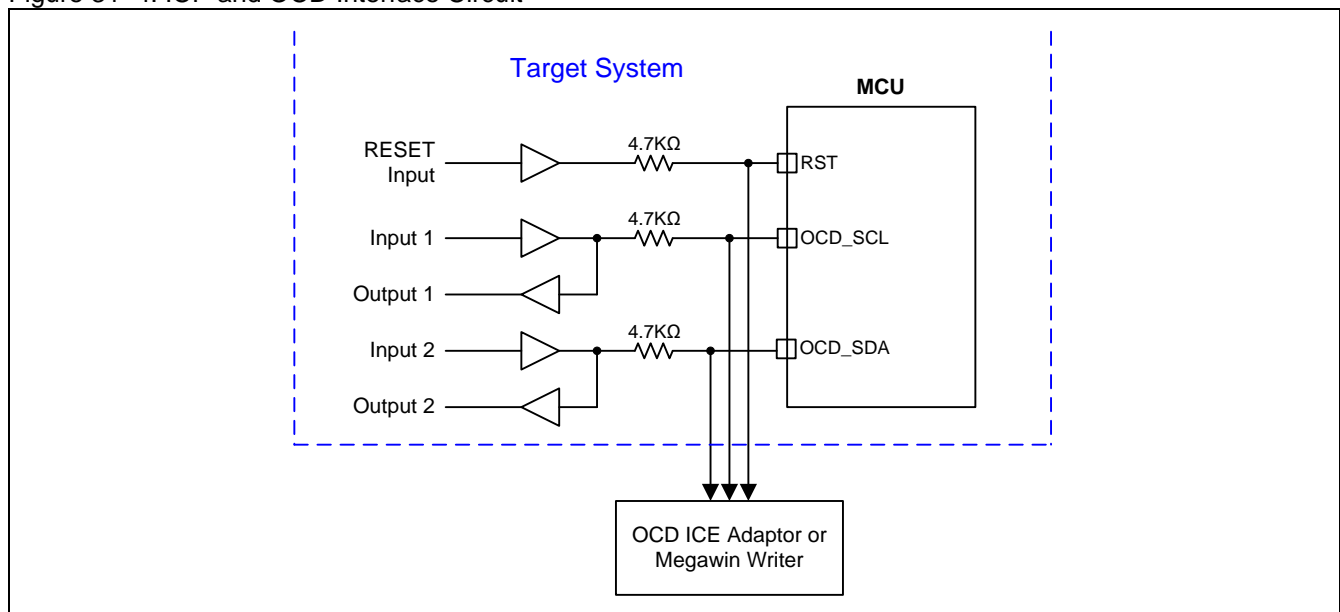 Target System
MCU
RESET
Input
4.7KΩ
RST
Input 1
4.7KΩ
OCD_SCL
Output 1
Input 2
4.7KΩ
OCD_SDA
Output 2
OCD ICE Adaptor or
Megawin Writer